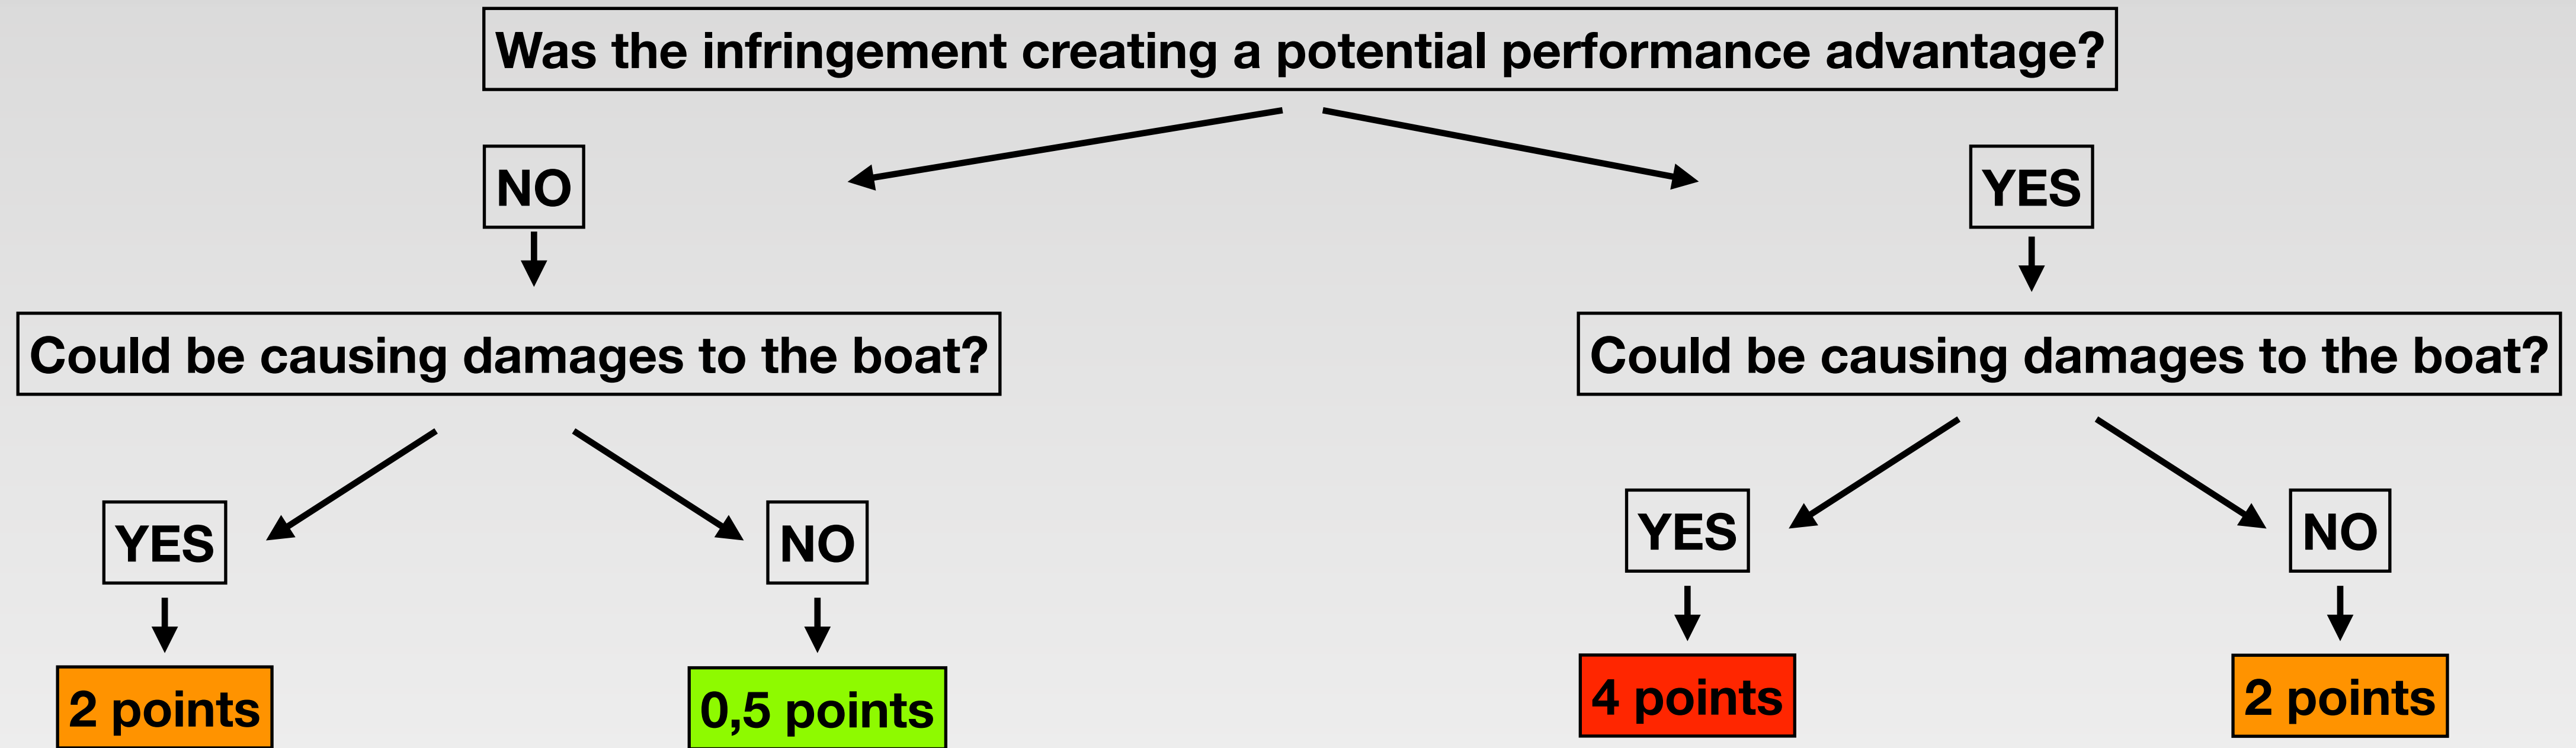 Was the infringement creating a potential performance advantage?
NO
YES
Could be causing damages to the boat?
Could be causing damages to the boat?
YES
NO
YES
NO
2 points
0,5 points
4 points
2 points